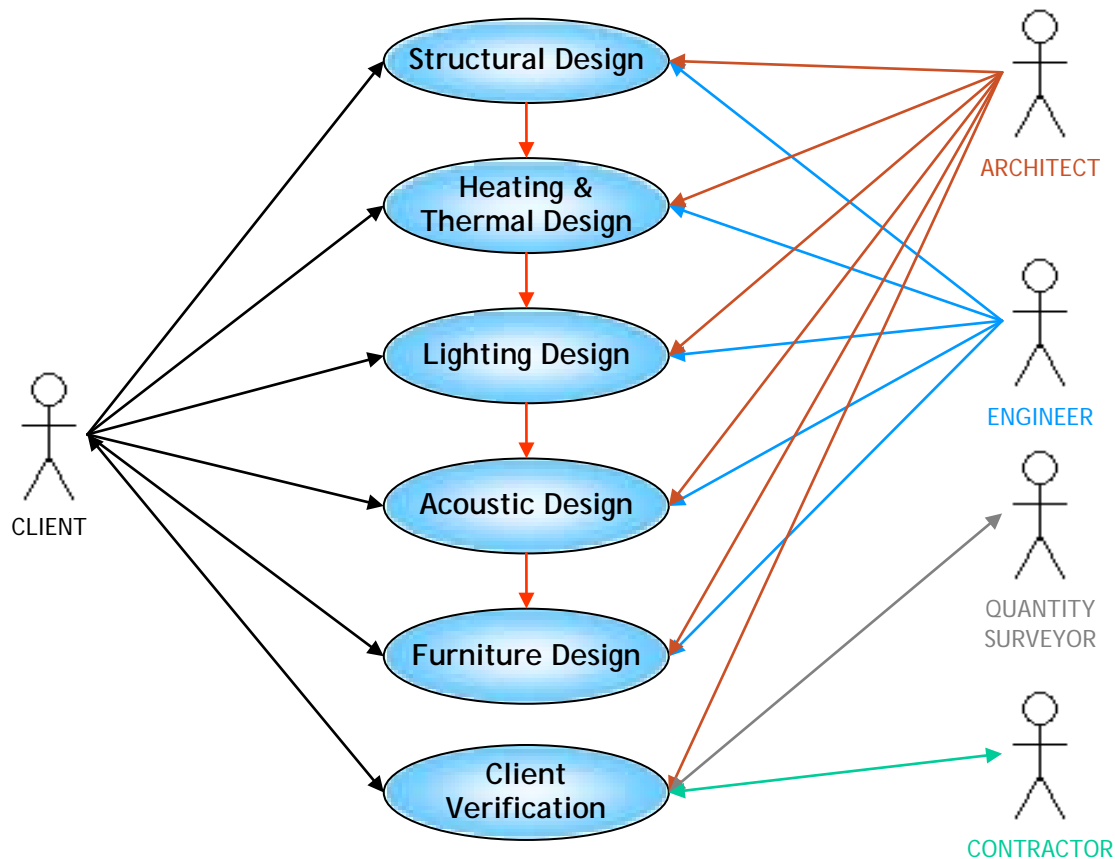 Structural Design
Heating &
Thermal Design
Lighting Design
Acoustic Design
Furniture Design
Client
Verification
CLIENT
ARCHITECT
ENGINEER
QUANTITY
SURVEYOR
CONTRACTOR